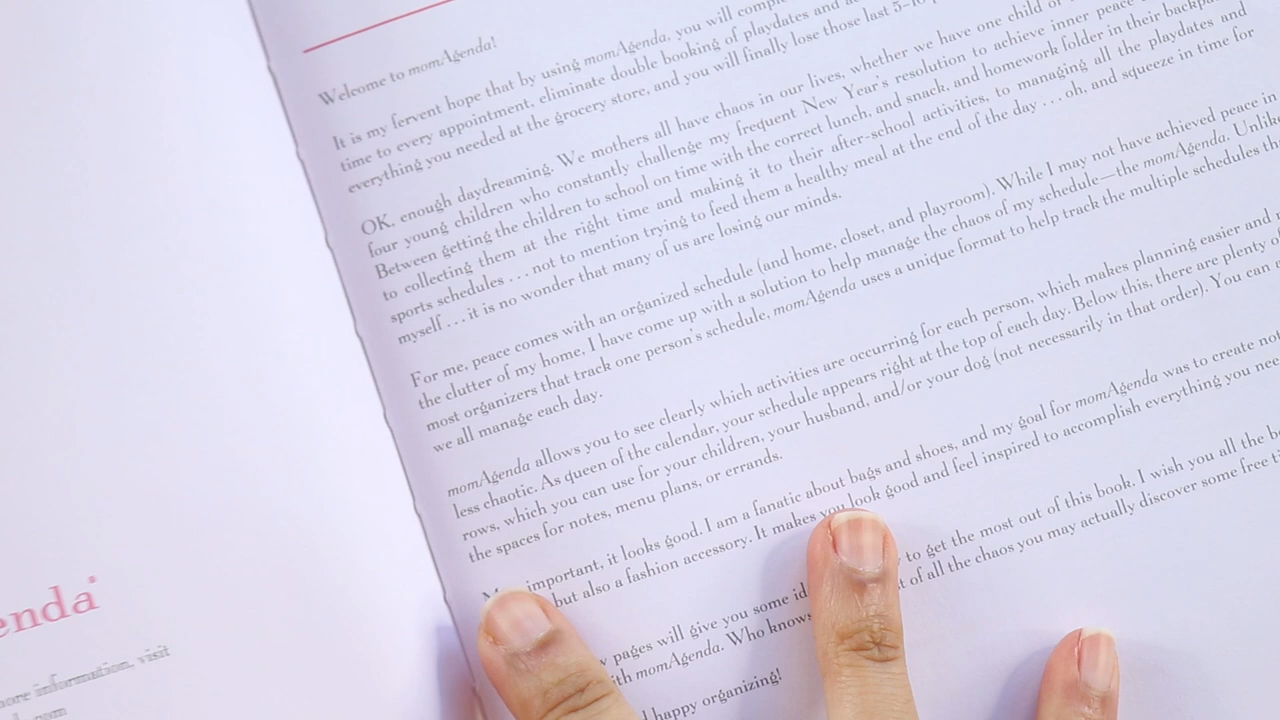 enda
more information, visit
d.com
Welcome to momAgenda!
It is my fervent hope that by using momAgenda, you will
time to every appointment, eliminate double booking of playdates and
everything you needed at the grocery store, and you will finally lose those last 5–10
OK, enough daydreaming. We mothers all have chaos in our lives, whether we have one child or
four young children who constantly challenge my frequent New Year's resolution to achieve inner peace
Between getting the children to school on time with the correct lunch, and snack, and homework folder in their
to collecting them at the right time and making it to their after-school activities, to managing all the playdates and
sports schedules . . . not to mention trying to feed them a healthy meal at the end of the day . . . oh, and squeeze in time for
myself . . . it is no wonder that many of us are losing our minds.
For me, peace comes with an organized schedule (and home, closet, and playroom). While I may not have achieved peace in
the clutter of my home, I have come up with a solution to help manage the chaos of my schedule—the momAgenda. Unlike
most organizers that track one person's schedule, momAgenda uses a unique format to help track the multiple schedules
we all manage each day.
momAgenda allows you to see clearly which activities are occurring for each person, which makes planning easier and
less chaotic. As queen of the calendar, your schedule appears right at the top of each day. Below this, there are plenty of
rows, which you can use for your children, your husband, and/or your dog (not necessarily in that order). You can
the spaces for notes, menu plans, or errands.
important, it looks good. I am a fanatic about bags and shoes, and my goal for momAgenda was to create
but also a fashion accessory. It makes you look good and feel inspired to accomplish everything you
pages will give you some to get the most out of this book. I wish you all the
momAgenda. Who knows of all the chaos you may actually discover some free
happy organizing!